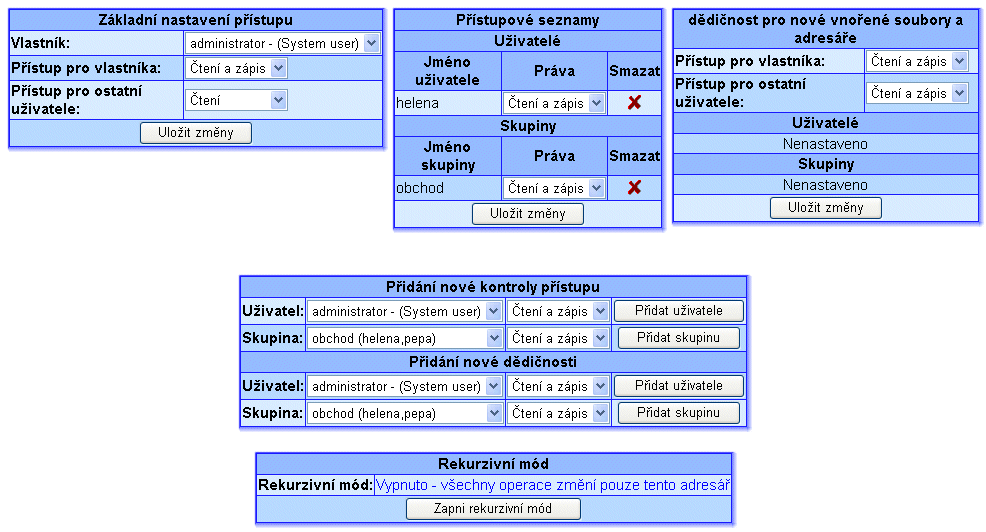 Základní nastavení přístupu
Vlastník: administrator - (System user)
Přístup pro vlastníka: Čtení a zápis
Přístup pro ostatní
uživatele: Čtení
Uložit změny
Přístupové seznamy
Uživatelé
Jméno
uživatele Práva Smazat
helena Čtení a zápis
Skupiny
Jméno
skupiny Práva Smazat
obchod Čtení a zápis
Uložit změny
dědičnost pro nové vnořené soubory a
adresáře
Přístup pro vlastníka: Čtení a zápis
Přístup pro ostatní
uživatele: Čtení a zápis
Uživatelé
Nenastaveno
Skupiny
Nenastaveno
Uložit změny
Přidání nové kontroly přístupu
Uživatel: administrator - (System user) Čtení a zápis Přidat uživatele
Skupina: obchod (helena,pepa) Čtení a zápis Přidat skupinu
Přidání nové dědičnosti
Uživatel: administrator - (System user) Čtení a zápis Přidat uživatele
Skupina: obchod (helena,pepa) Čtení a zápis Přidat skupinu
Rekurzivní mód
Rekurzivní mód: Vypnuto - všechny operace změní pouze tento adresář
Zapni rekurzivní mód